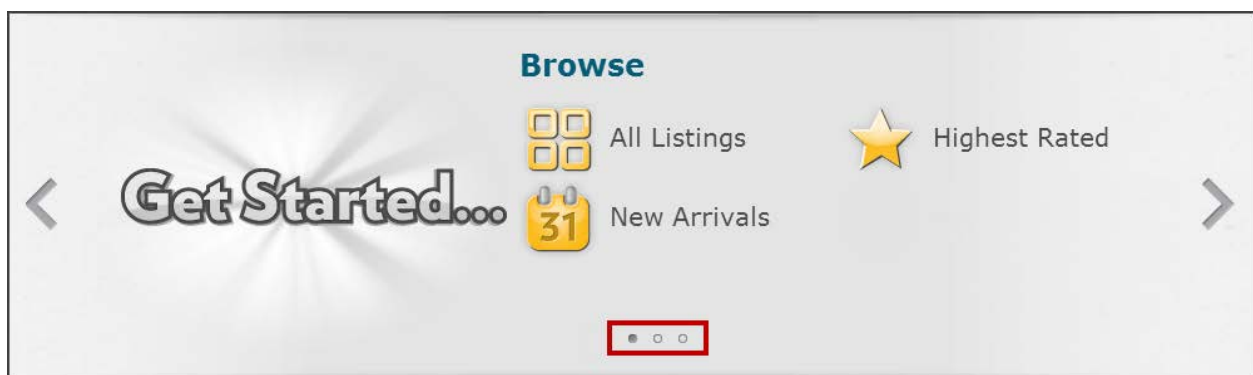 Get Started...
Browse
All Listings
Highest Rated
31
New Arrivals